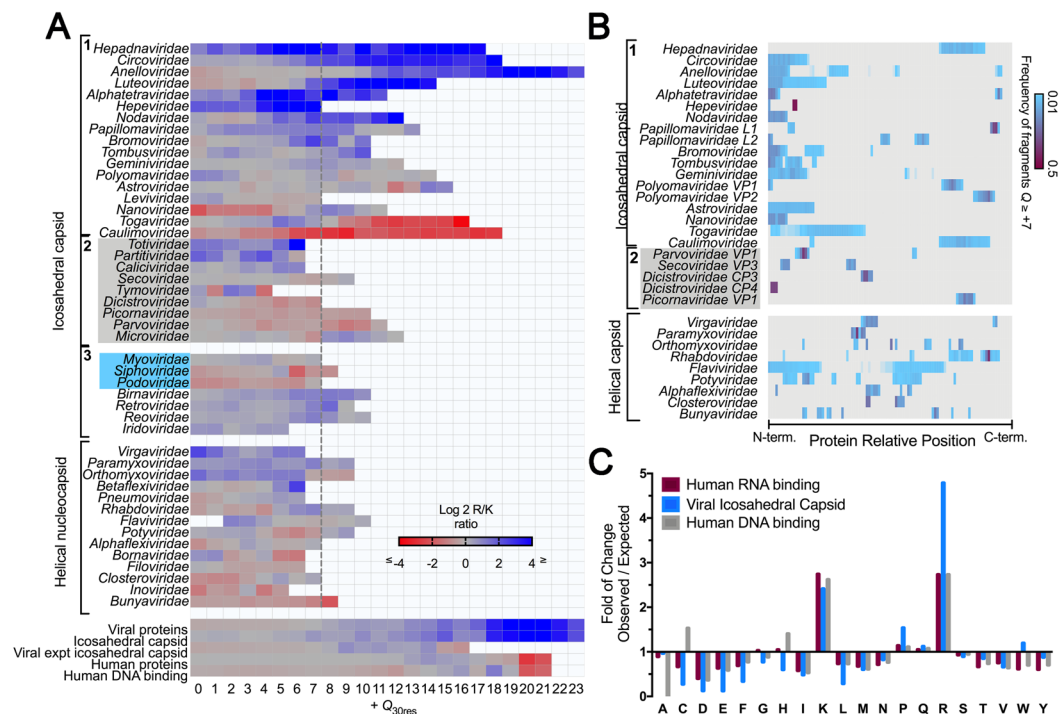 A
Icosahedral capsid
1
Hepadnaviridae
Circoviridae
Anelloviridae
Luteoviridae
Alphatetraviridae
Hepeviridae
Nodaviridae
Papillomaviridae
Bromoviridae
Tombusviridae
Geminiviridae
Polyomaviridae
Astroviridae
Leviviridae
Nanoviridae
Togaviridae
Caulimoviridae
2
Totiviridae
Partitiviridae
Caliciviridae
Secoviridae
Tymoviridae
Dicistroviridae
Picornaviridae
Parvoviridae
Microviridae
3
Myoviridae
Siphoviridae
Podoviridae
Birnaviridae
Retroviridae
Reoviridae
Iridoviridae
Helical nucleocapsid
Virgaviridae
Paramyxoviridae
Orthomyxoviridae
Betaflexiviridae
Pneumoviridae
Rhabdoviridae
Flaviviridae
Potyviridae
Alphaflexiviridae
Bornaviridae
Filoviridae
Closteroviridae
Inoviridae
Bunyaviridae
Log 2 R/K
ratio
≤ -4 -2 0 2 4 ≥
Viral proteins
Icosahedral capsid
Viral expt icosahedral capsid
Human proteins
Human DNA binding
0 1 2 3 4 5 6 7 8 9 10 11 12 13 14 15 16 17 18 19 20 21 22 23
+ Q30res
B
Icosahedral capsid
1
Hepadnaviridae
Circoviridae
Anelloviridae
Luteoviridae
Alphatetraviridae
Hepeviridae
Nodaviridae
Papillomaviridae L1
Papillomaviridae L2
Bromoviridae
Tombusviridae
Geminiviridae
Polyomaviridae VP1
Polyomaviridae VP2
Astroviridae
Nanoviridae
Togaviridae
Caulimoviridae
2
Parvoviridae VP1
Secoviridae VP3
Dicistroviridae CP3
Dicistroviridae CP4
Picornaviridae VP1
Helical capsid
Virgaviridae
Paramyxoviridae
Orthomyxoviridae
Rhabdoviridae
Flaviviridae
Potyviridae
Alphaflexiviridae
Closteroviridae
Bunyaviridae
N-term. Protein Relative Position C-term.
Frequency of fragments Q ≥ +7
0.01
0.5
C
Human RNA binding
Viral Icosahedral Capsid
Human DNA binding
Fold of Change
Observed / Expected
5
4
3
2
1
0
A C D E F G H I K L M N P Q R S T V W Y